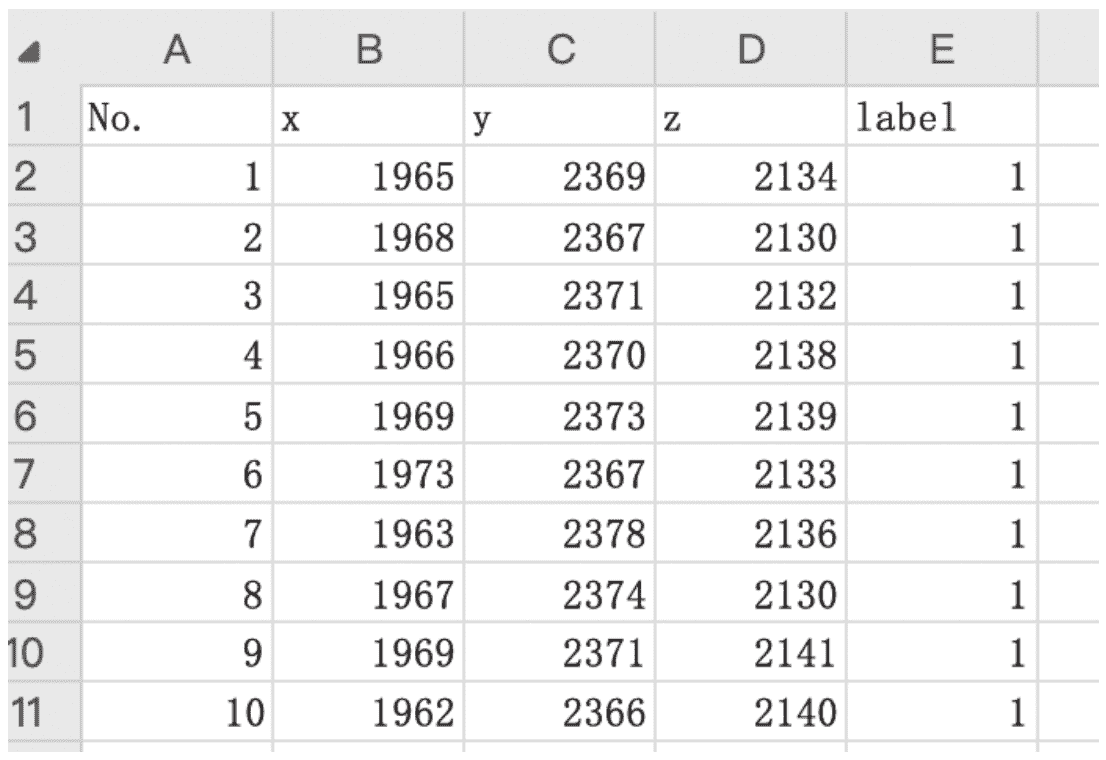 A B C D E
1 No. x y z label
2 1 1965 2369 2134 1
3 2 1968 2367 2130 1
4 3 1965 2371 2132 1
5 4 1966 2370 2138 1
6 5 1969 2373 2139 1
7 6 1973 2367 2133 1
8 7 1963 2378 2136 1
9 8 1967 2374 2130 1
10 9 1969 2371 2141 1
11 10 1962 2366 2140 1